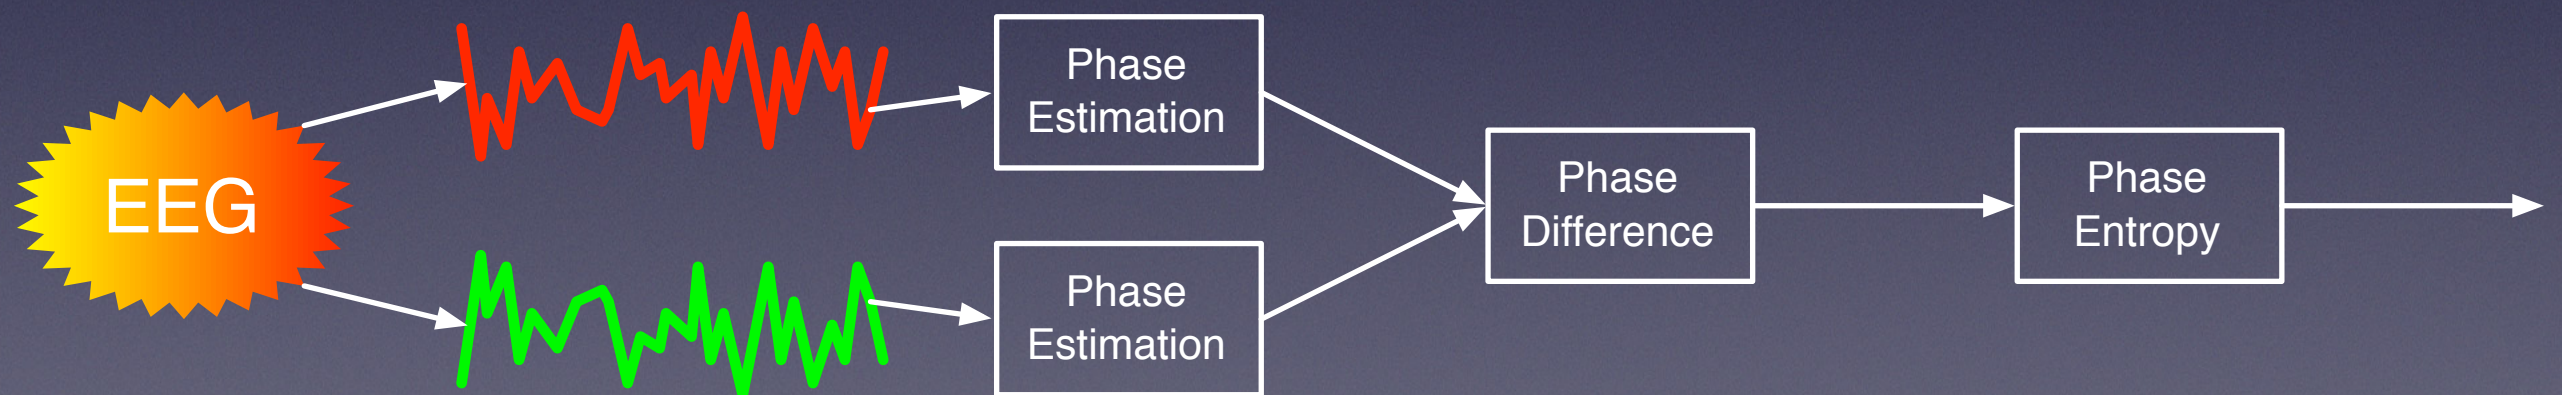 EEG
Phase
Estimation
Phase
Estimation
Phase
Difference
Phase
Entropy